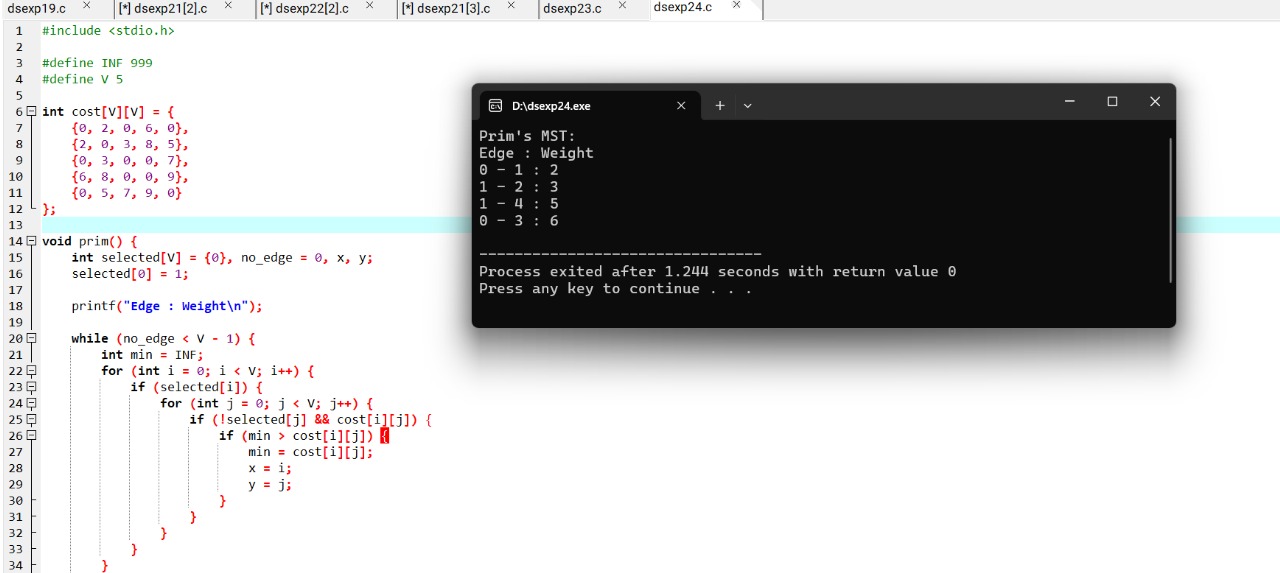 dsexp19.c × [*] dsexp21[2].c × [*] dsexp22[2].c × [*] dsexp21[3].c × dsexp23.c × dsexp24.c ×
1 #include <stdio.h>
2
3 #define INF 999
4 #define V 5
5
6 int cost[V][V] = {
7 {0, 2, 0, 6, 0},
8 {2, 0, 3, 8, 5},
9 {0, 3, 0, 0, 7},
10 {6, 8, 0, 0, 9},
11 {0, 5, 7, 9, 0}
12 };
13
14 void prim() {
15 int selected[V] = {0}, no_edge = 0, x, y;
16 selected[0] = 1;
17
18 printf("Edge : Weight\n");
19
20 while (no_edge < V - 1) {
21 int min = INF;
22 for (int i = 0; i < V; i++) {
23 if (selected[i]) {
24 for (int j = 0; j < V; j++) {
25 if (!selected[j] && cost[i][j]) {
26 if (min > cost[i][j]) {
27 min = cost[i][j];
28 x = i;
29 y = j;
30 }
31 }
32 }
33 }
34 }
D:\dsexp24.exe
Prim's MST:
Edge : Weight
0 - 1 : 2
1 - 2 : 3
1 - 4 : 5
0 - 3 : 6
--------------------------------
Process exited after 1.244 seconds with return value 0
Press any key to continue . . .